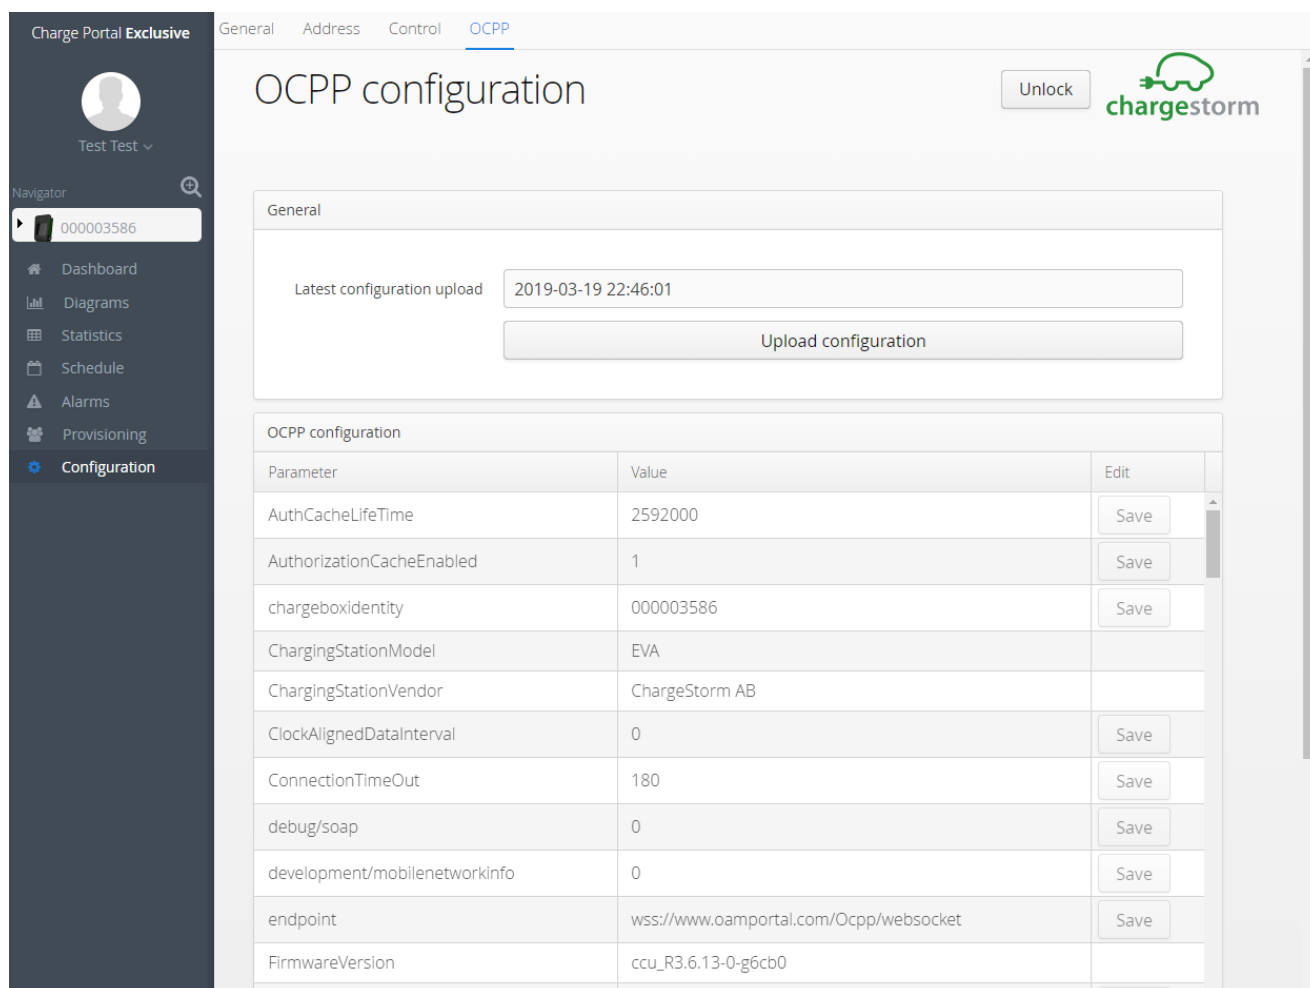 Charge Portal Exclusive
General Address Control OCPP
OCPP configuration
Unlock
chargestorm
Test Test
Navigator
000003586
Dashboard
Diagrams
Statistics
Schedule
Alarms
Provisioning
Configuration
General
Latest configuration upload 2019-03-19 22:46:01
Upload configuration
OCPP configuration
Parameter Value Edit
AuthCacheLifeTime 2592000 Save
AuthorizationCacheEnabled 1 Save
chargeboxidentity 000003586 Save
ChargingStationModel EVA
ChargingStationVendor ChargeStorm AB
ClockAlignedDataInterval 0 Save
ConnectionTimeOut 180 Save
debug/soap 0 Save
development/mobilenetworkinfo 0 Save
endpoint wss://www.oamportal.com/Ocpp/websocket Save
FirmwareVersion ccu_R3.6.13-0-g6cb0